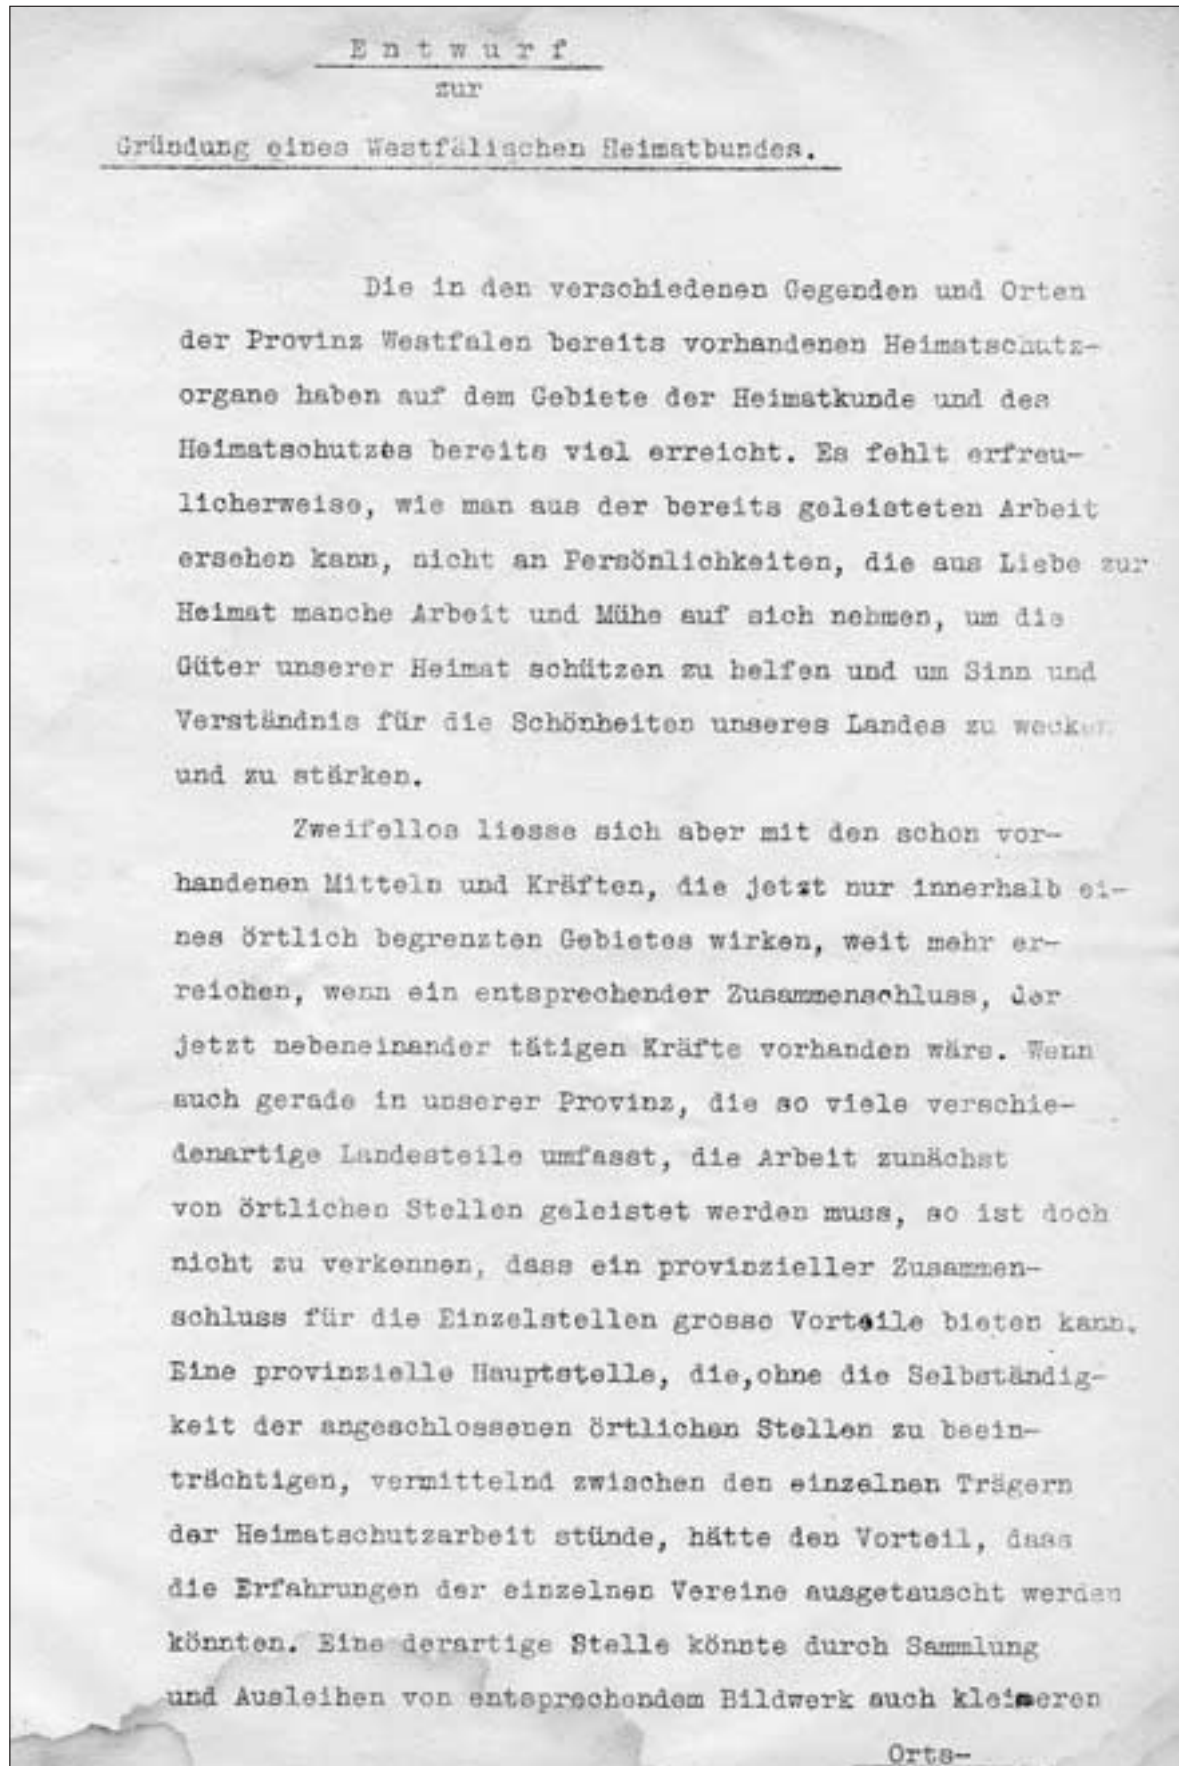 E n t w u r f
zur
Gründung eines Westfälischen Heimatbundes.
Die in den verschiedenen Gegenden und Orten
der Provinz Westfalen bereits vorhandenen Heimatschutz-
organe haben auf dem Gebiete der Heimatkunde und des
Heimatschutzes bereits viel erreicht. Es fehlt erfreu-
licherweise, wie man aus der bereits geleisteten Arbeit
ersehen kann, nicht an Persönlichkeiten, die aus Liebe zur
Heimat manche Arbeit und Mühe auf sich nehmen, um die
Güter unserer Heimat schützen zu helfen und um Sinn und
Verständnis für die Schönheiten unseres Landes zu wecken
und zu stärken.
Zweifellos liesse sich aber mit den schon vor-
handenen Mitteln und Kräften, die jetzt nur innerhalb ei-
nes örtlich begrenzten Gebietes wirken, weit mehr er-
reichen, wenn ein entsprechender Zusammenschluss, der
jetzt nebeneinander tätigen Kräfte vorhanden wäre. Wenn
auch gerade in unserer Provinz, die so viele verschie-
denartige Landesteile umfasst, die Arbeit zunächst
von örtlichen Stellen geleistet werden muss, so ist doch
nicht zu verkennen, dass ein provinzieller Zusammen-
schluss für die Einzelstellen grosse Vorteile bieten kann.
Eine provinzielle Hauptstelle, die,ohne die Selbständig-
keit der angeschlossenen örtlichen Stellen zu beein-
trächtigen, vermittelnd zwischen den einzelnen Trägern
der Heimatschutzarbeit stünde, hätte den Vorteil, dass
die Erfahrungen der einzelnen Vereine ausgetauscht werden
könnten. Eine derartige Stelle könnte durch Sammlung
und Ausleihen von entsprechendem Bildwerk auch kleineren
Orts-